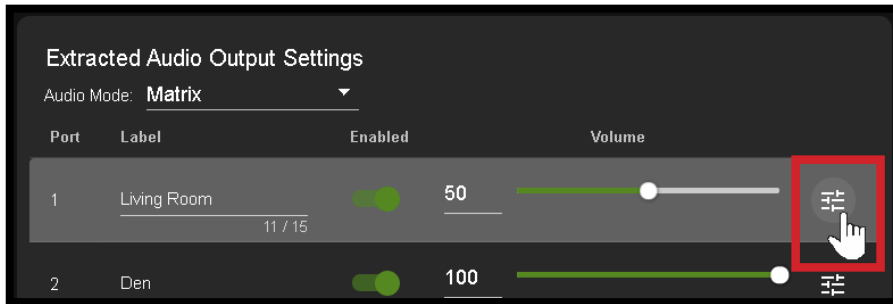 Extracted Audio Output Settings
Audio Mode: Matrix
Port Label Enabled Volume
1 Living Room 50
11 / 15
2 Den 100